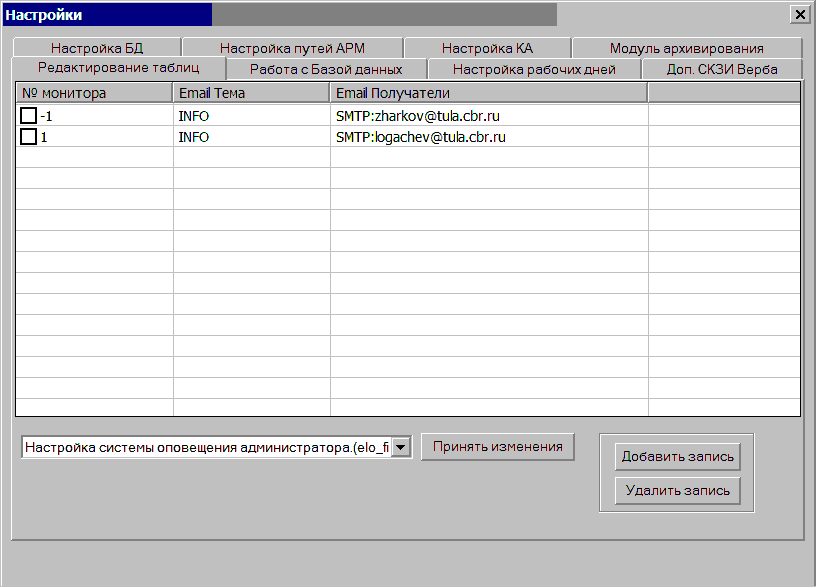 Настройки
Настройка БД Настройка путей АРМ Настройка КА Модуль архивирования
Редактирование таблиц Работа с Базой данных Настройка рабочих дней Доп. СКЗИ Верба
№ монитора Email Тема Email Получатели
-1 INFO SMTP:zharkov@tula.cbr.ru
1 INFO SMTP:logachev@tula.cbr.ru
Настройка системы оповещения администратора.(elo_fi Принять изменения
Добавить запись
Удалить запись